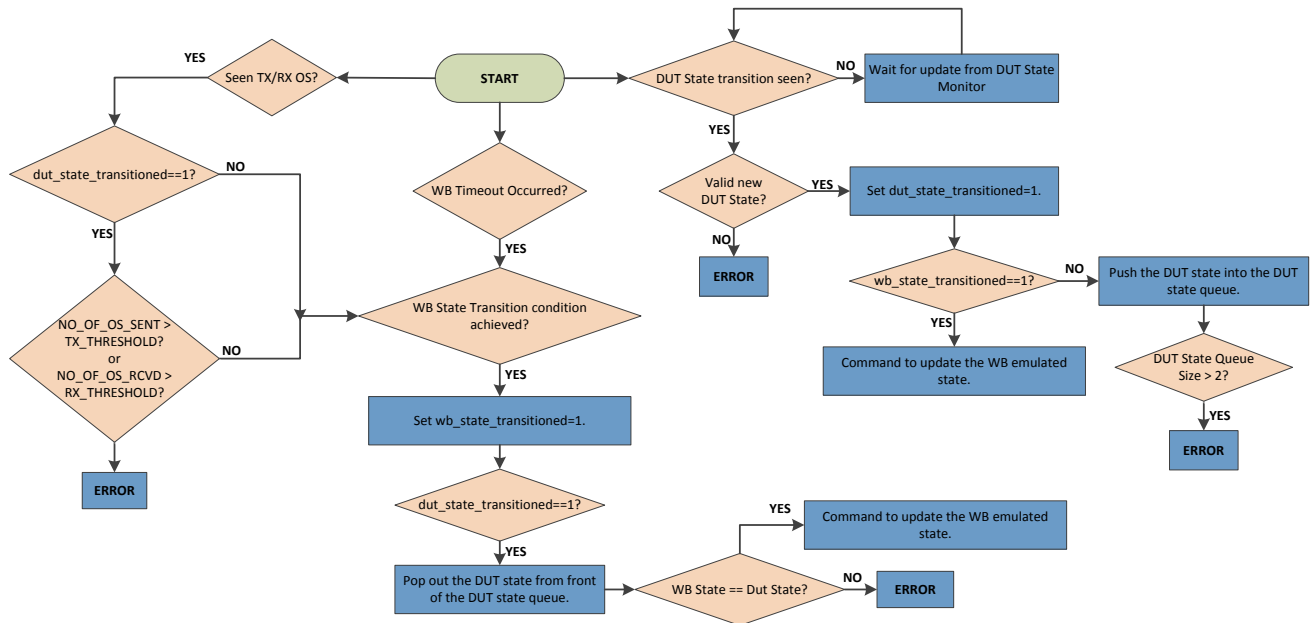 YES
Seen TX/RX OS?
START
DUT State transition seen?
NO
Wait for update from DUT State
Monitor
dut_state_transitioned==1?
NO
WB Timeout Occurred?
YES
Valid new
DUT State?
YES
Set dut_state_transitioned=1.
YES
YES
NO
ERROR
wb_state_transitioned==1?
NO
Push the DUT state into the DUT
state queue.
NO_OF_OS_SENT >
TX_THRESHOLD?
or
NO_OF_OS_RCVD >
RX_THRESHOLD?
NO
WB State Transition condition
achieved?
YES
Command to update the WB emulated
state.
DUT State Queue
Size > 2?
YES
YES
Set wb_state_transitioned=1.
ERROR
ERROR
dut_state_transitioned==1?
YES
Command to update the WB emulated
state.
YES
Pop out the DUT state from front
of the DUT state queue.
WB State == Dut State?
NO
ERROR